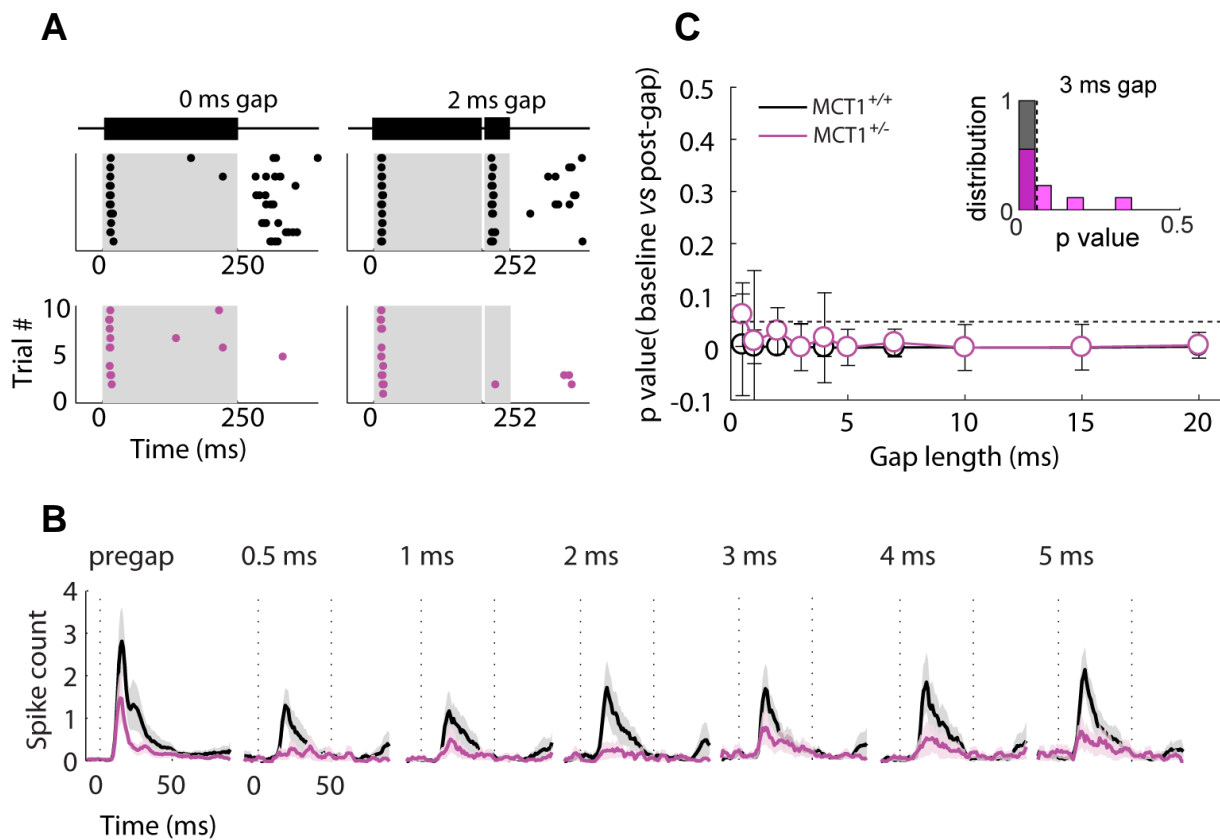 A
0 ms gap
2 ms gap
0
250
0
252
Trial #
10
5
0
0
250
0
252
Time (ms)
C
p value( baseline vs post-gap)
0.5
0.4
0.3
0.2
0.1
0
-0.1
MCT1+/+
MCT1+/-
3 ms gap
distribution
1
0
0
0.5
p value
0
5
10
15
20
Gap length (ms)
B
pregap
0.5 ms
1 ms
2 ms
3 ms
4 ms
5 ms
Spike count
4
3
2
1
0
0
50
0
50
Time (ms)